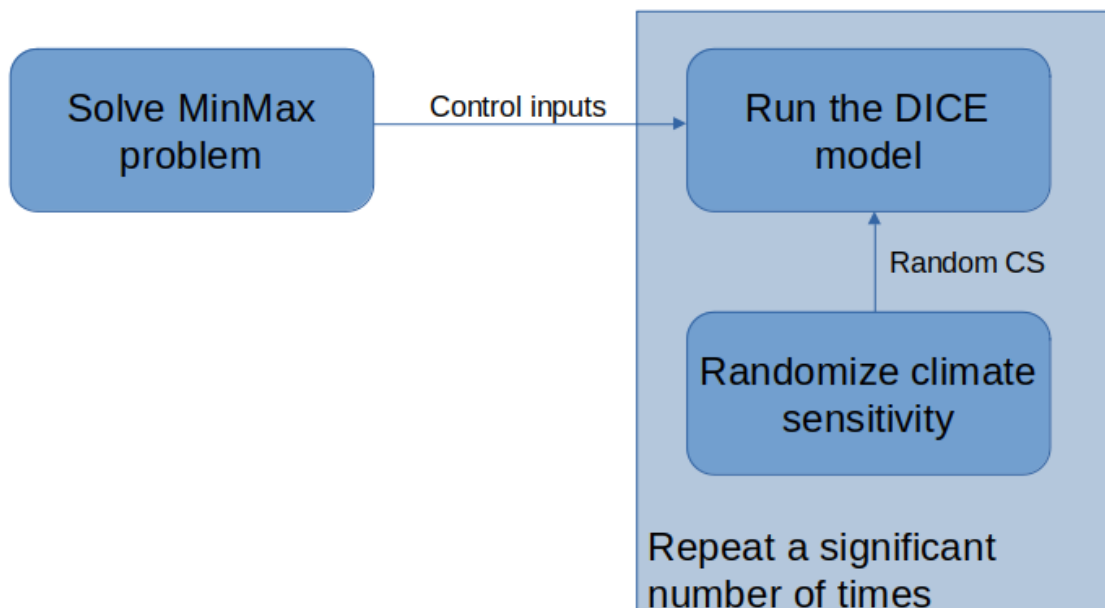 Solve MinMax
problem
Control inputs
Run the DICE
model
Random CS
Randomize climate
sensitivity
Repeat a significant
number of times